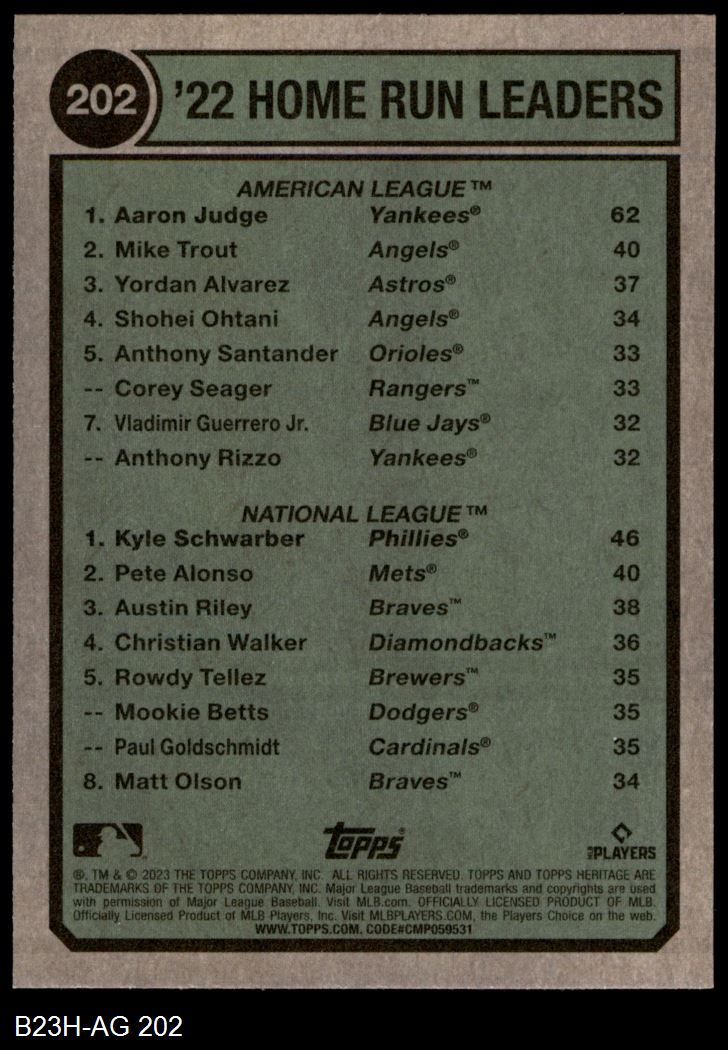 202 '22 HOME RUN LEADERS
AMERICAN LEAGUE™
1. Aaron Judge Yankees® 62
2. Mike Trout Angels® 40
3. Yordan Alvarez Astros® 37
4. Shohei Ohtani Angels® 34
5. Anthony Santander Orioles® 33
-- Corey Seager Rangers™ 33
7. Vladimir Guerrero Jr. Blue Jays® 32
-- Anthony Rizzo Yankees® 32
NATIONAL LEAGUE™
1. Kyle Schwarber Phillies® 46
2. Pete Alonso Mets® 40
3. Austin Riley Braves™ 38
4. Christian Walker Diamondbacks™ 36
5. Rowdy Tellez Brewers™ 35
-- Mookie Betts Dodgers® 35
-- Paul Goldschmidt Cardinals® 35
8. Matt Olson Braves™ 34
topps® PLAYERS
®, TM & © 2023 THE TOPPS COMPANY, INC. ALL RIGHTS RESERVED. TOPPS AND TOPPS HERITAGE ARE
TRADEMARKS OF THE TOPPS COMPANY, INC. Major League Baseball trademarks and copyrights are used
with permission of Major League Baseball. Visit MLB.com. OFFICIALLY LICENSED PRODUCT OF MLB.
Officially Licensed Product of MLB Players, Inc. Visit MLBPLAYERS.COM, the Players Choice on the web.
WWW.TOPPS.COM. CODE#CMP059531
B23H-AG 202